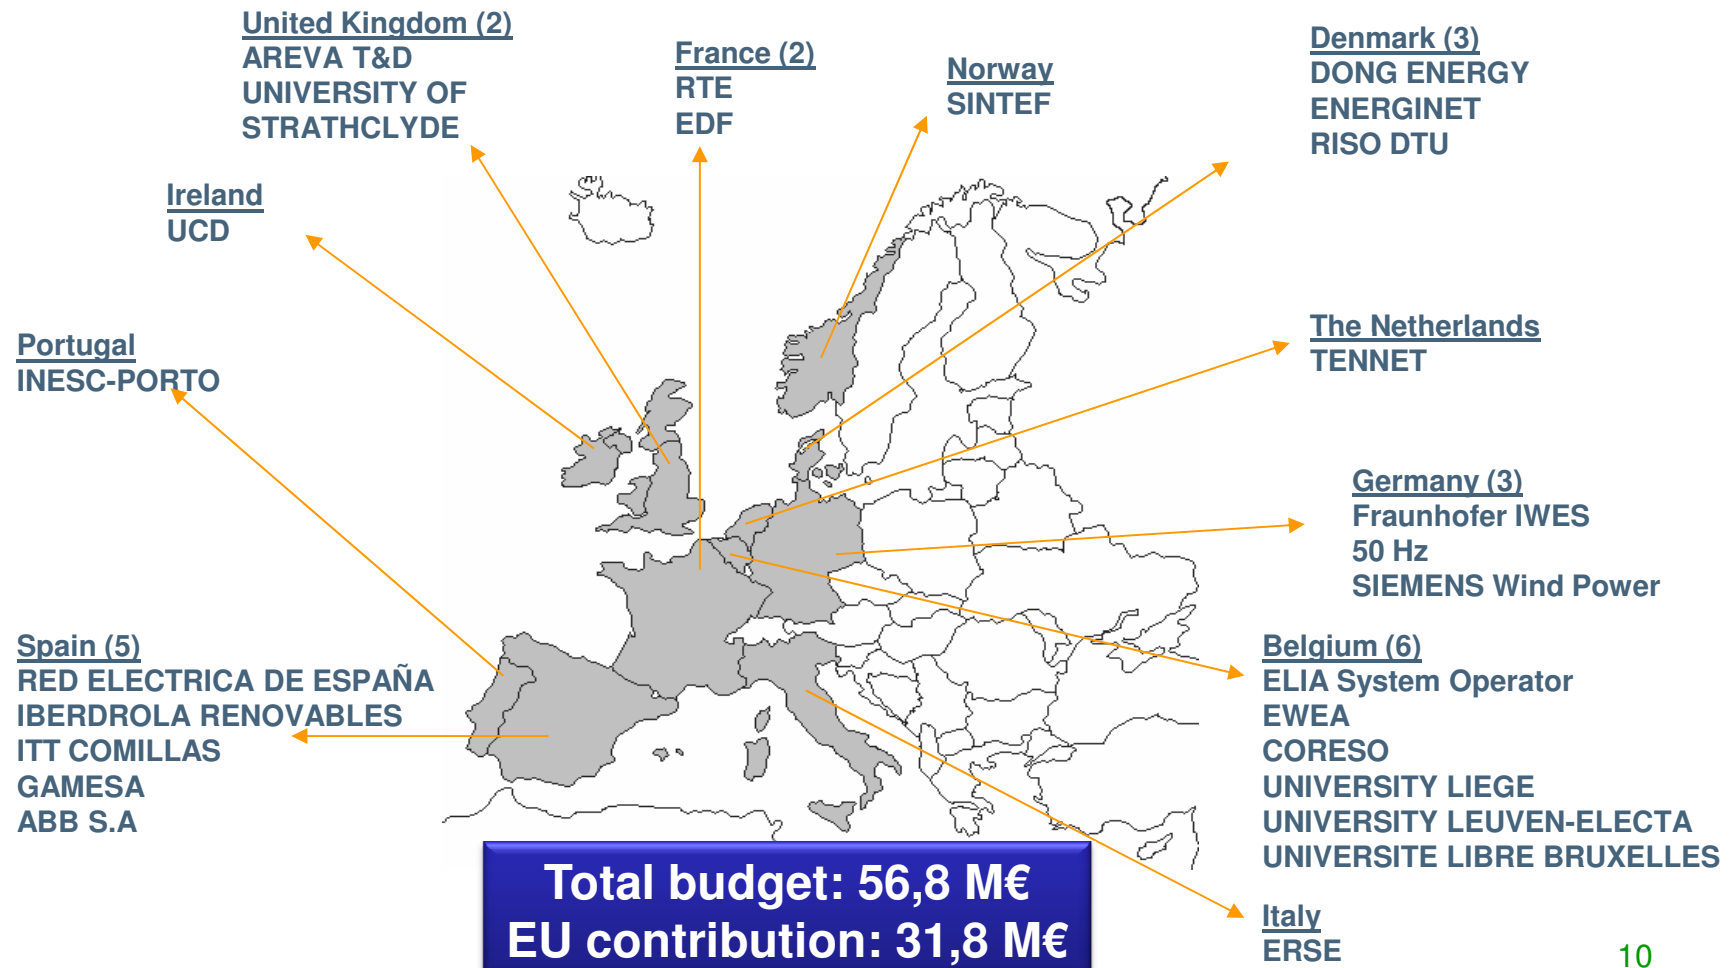 United Kingdom (2)
AREVA T&D
UNIVERSITY OF
STRATHCLYDE
France (2)
RTE
EDF
Norway
SINTEF
Denmark (3)
DONG ENERGY
ENERGINET
RISO DTU
Ireland
UCD
Portugal
INESC-PORTO
The Netherlands
TENNET
Germany (3)
Fraunhofer IWES
50 Hz
SIEMENS Wind Power
Spain (5)
RED ELECTRICA DE ESPAÑA
IBERDROLA RENOVABLES
ITT COMILLAS
GAMESA
ABB S.A
Belgium (6)
ELIA System Operator
EWEA
CORESO
UNIVERSITY LIEGE
UNIVERSITY LEUVEN-ELECTA
UNIVERSITE LIBRE BRUXELLES
Total budget: 56,8 M€
EU contribution: 31,8 M€
Italy
ERSE
10